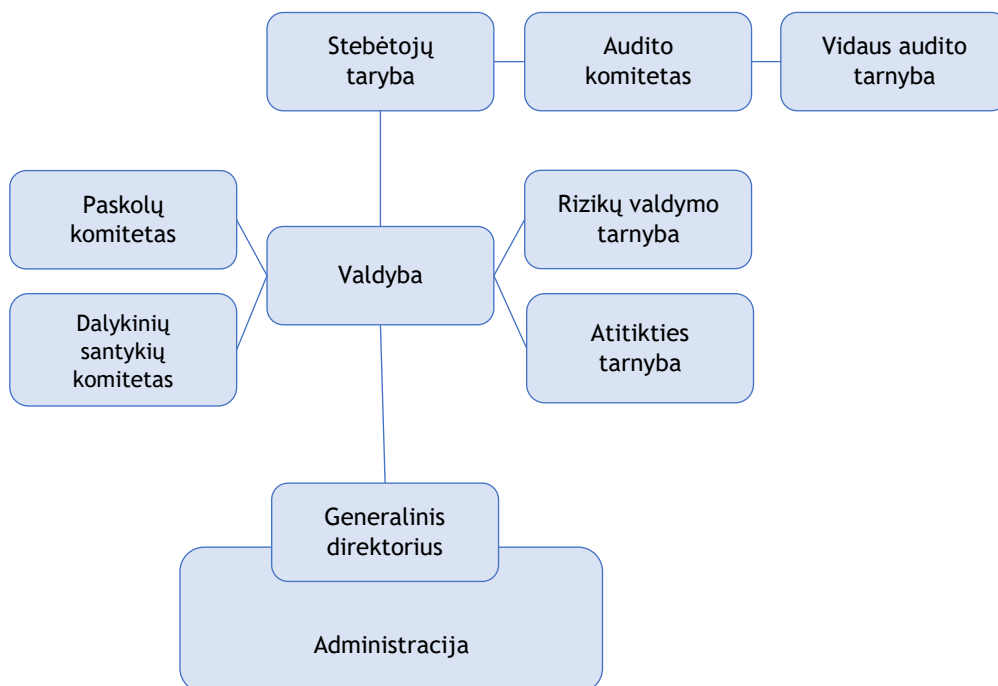 Stebėtojų
taryba
Audito
komitetas
Vidaus audito
tarnyba
Paskolų
komitetas
Rizikų valdymo
tarnyba
Valdyba
Dalykinių
santykių
komitetas
Atitikties
tarnyba
Generalinis
direktorius
Administracija